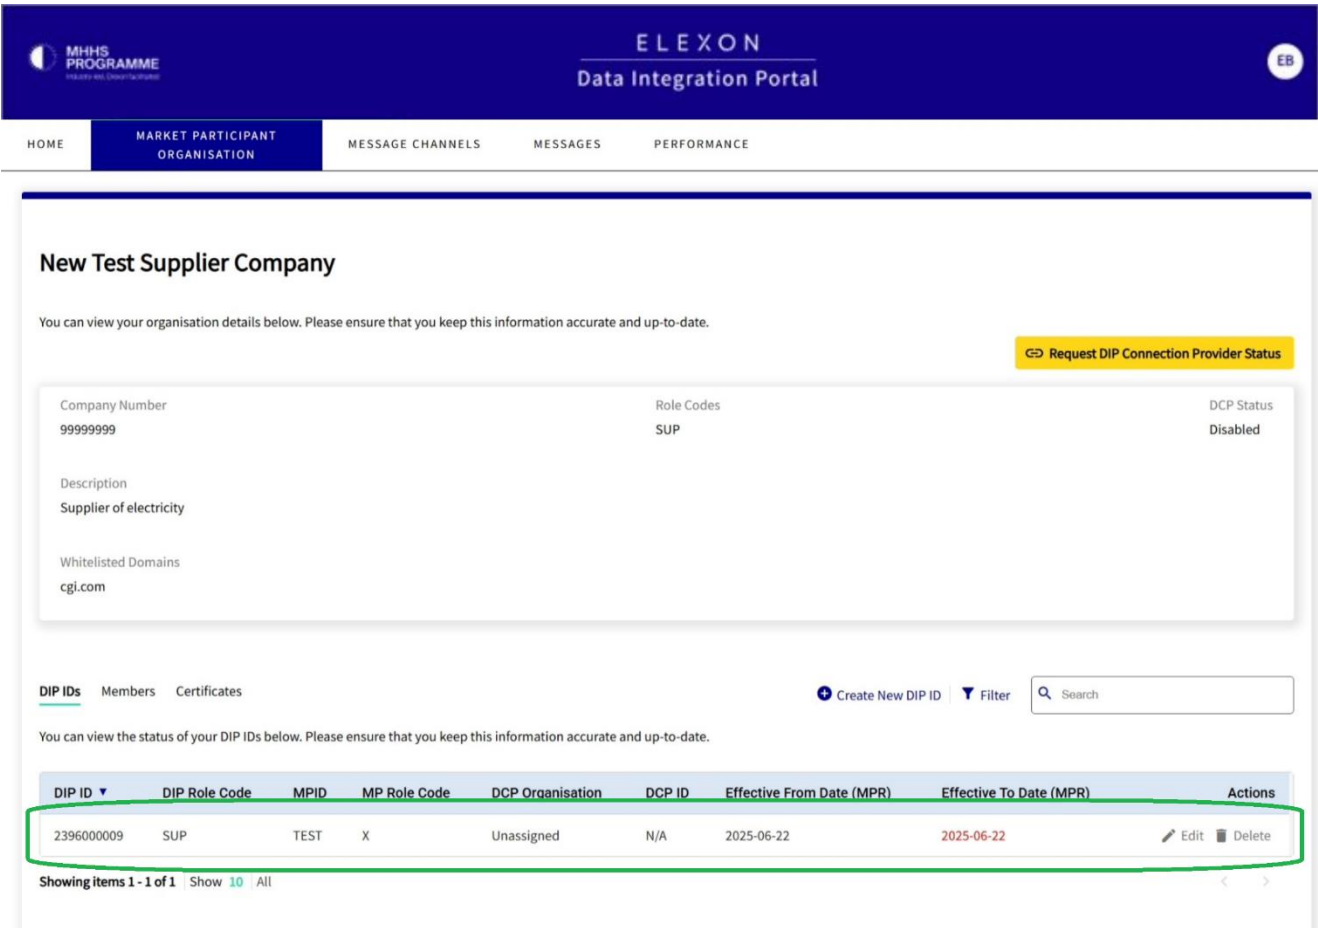 MHHS
PROGRAMME
Industry-led, Elexon facilitated
ELEXON
Data Integration Portal
EB
HOME
MARKET PARTICIPANT
ORGANISATION
MESSAGE CHANNELS
MESSAGES
PERFORMANCE
New Test Supplier Company
You can view your organisation details below. Please ensure that you keep this information accurate and up-to-date.
Request DIP Connection Provider Status
Company Number
Role Codes
DCP Status
99999999
SUP
Disabled
Description
Supplier of electricity
Whitelisted Domains
cgi.com
DIP IDs Members Certificates
Create New DIP ID Filter Search
You can view the status of your DIP IDs below. Please ensure that you keep this information accurate and up-to-date.
DIP ID DIP Role Code MPID MP Role Code DCP Organisation DCP ID Effective From Date (MPR) Effective To Date (MPR) Actions
2396000009 SUP TEST X Unassigned N/A 2025-06-22 2025-06-22 Edit Delete
Showing items 1 - 1 of 1 Show 10 All